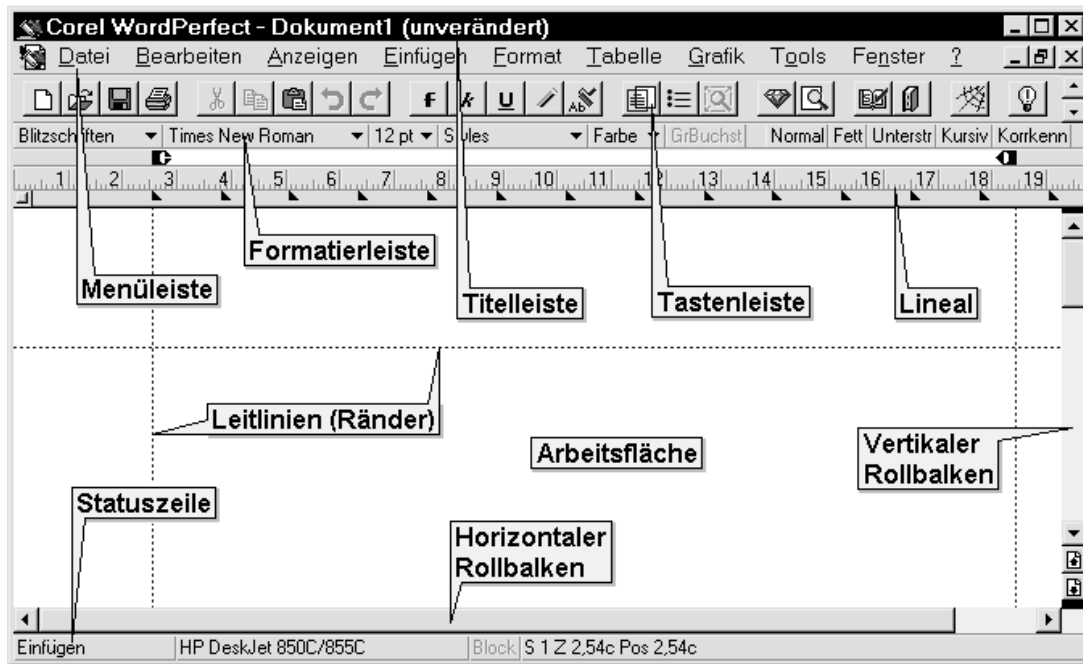 Corel WordPerfect - Dokument1 (unverändert)
Datei Bearbeiten Anzeigen Einfügen Format Tabelle Grafik Tools Fenster ?
f k U Ab
Blitzschriften Times New Roman 12 pt Styles Farbe GrBuchst Normal Fett Unterstr Kursiv Korrkenn
1 2 3 4 5 6 7 8 9 10 11 12 13 14 15 16 17 18 19
Formatierleiste
Menüleiste
Titelleiste
Tastenleiste
Lineal
Leitlinien (Ränder)
Arbeitsfläche
Vertikaler
Rollbalken
Statuszeile
Horizontaler
Rollbalken
Einfügen HP DeskJet 850C/855C Block S 1 Z 2,54c Pos 2,54c